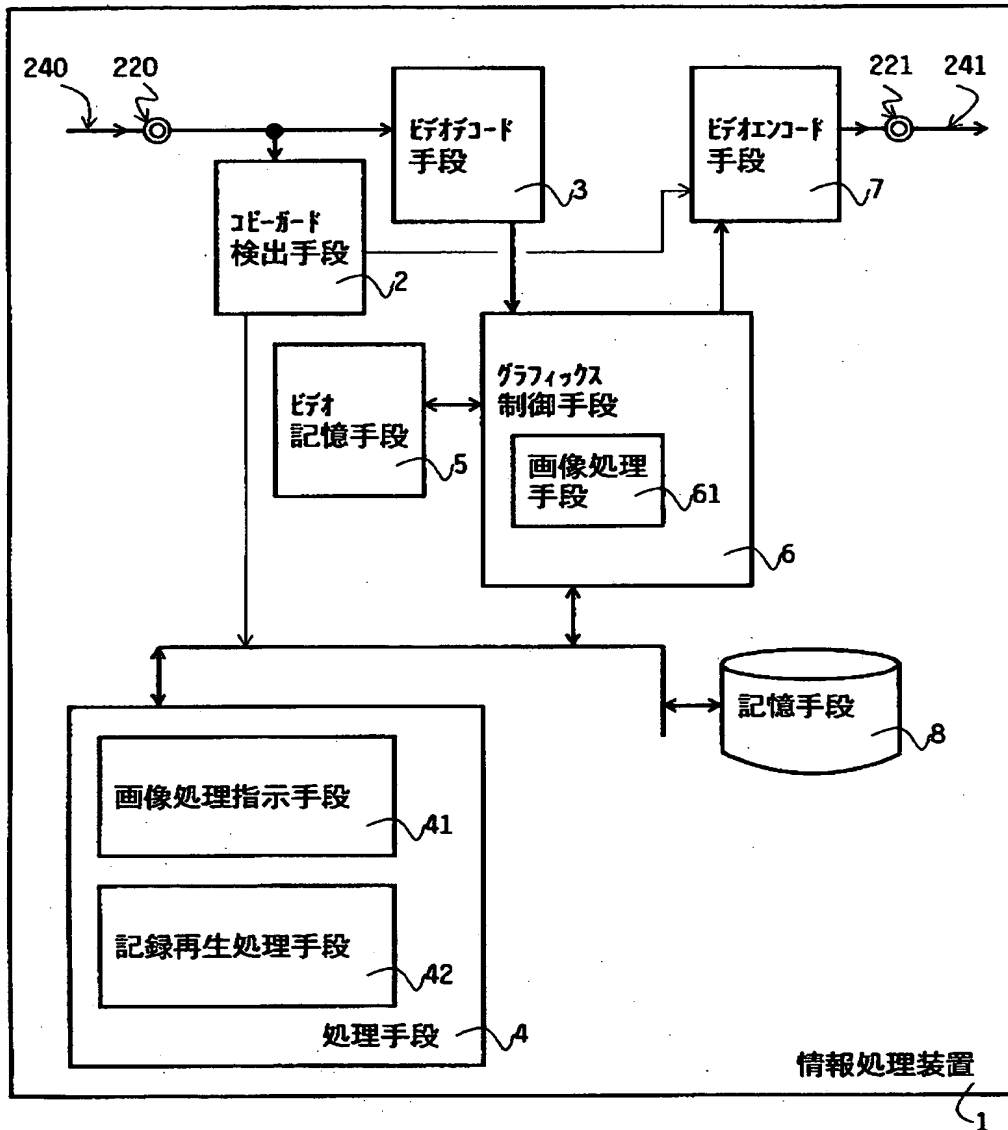 240
220
221
241
ビデオデコード
手段
3
ビデオエンコード
手段
7
コピーガード
検出手段
2
グラフィックス
制御手段
ビデオ
記憶手段
5
画像処理
手段
61
6
記憶手段
8
画像処理指示手段
41
記録再生処理手段
42
処理手段
4
情報処理装置
1